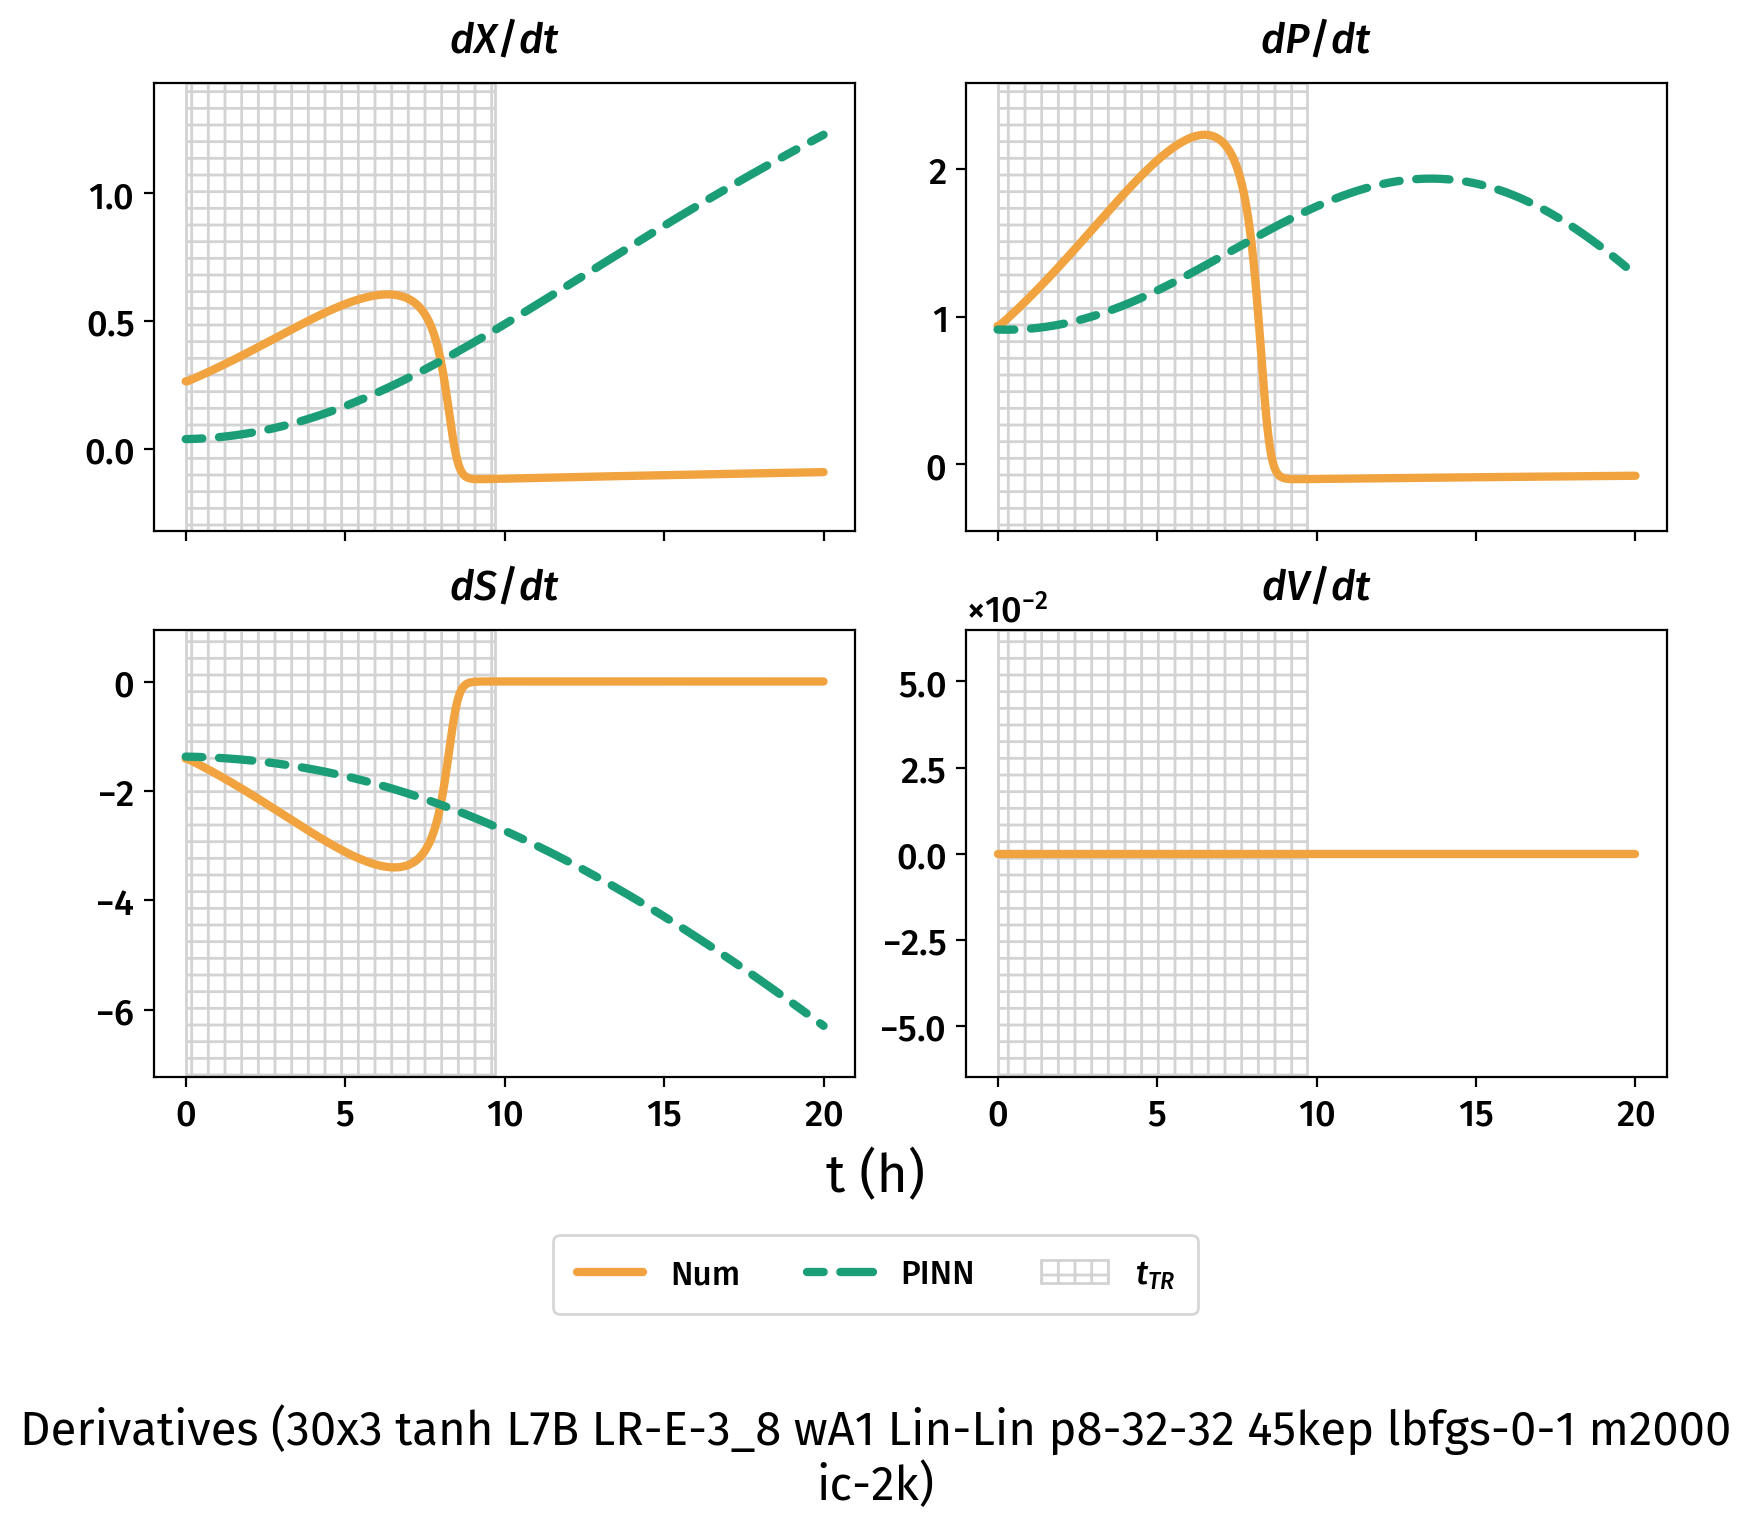 dX/dt
dP/dt
1.0
0.5
0.0
2
1
0
dS/dt
dV/dt
×10⁻²
0
−2
−4
−6
5.0
2.5
0.0
−2.5
−5.0
0 5 10 15 20
0 5 10 15 20
t (h)
Num PINN t_TR
Derivatives (30x3 tanh L7B LR-E-3_8 wA1 Lin-Lin p8-32-32 45kep lbfgs-0-1 m2000
ic-2k)